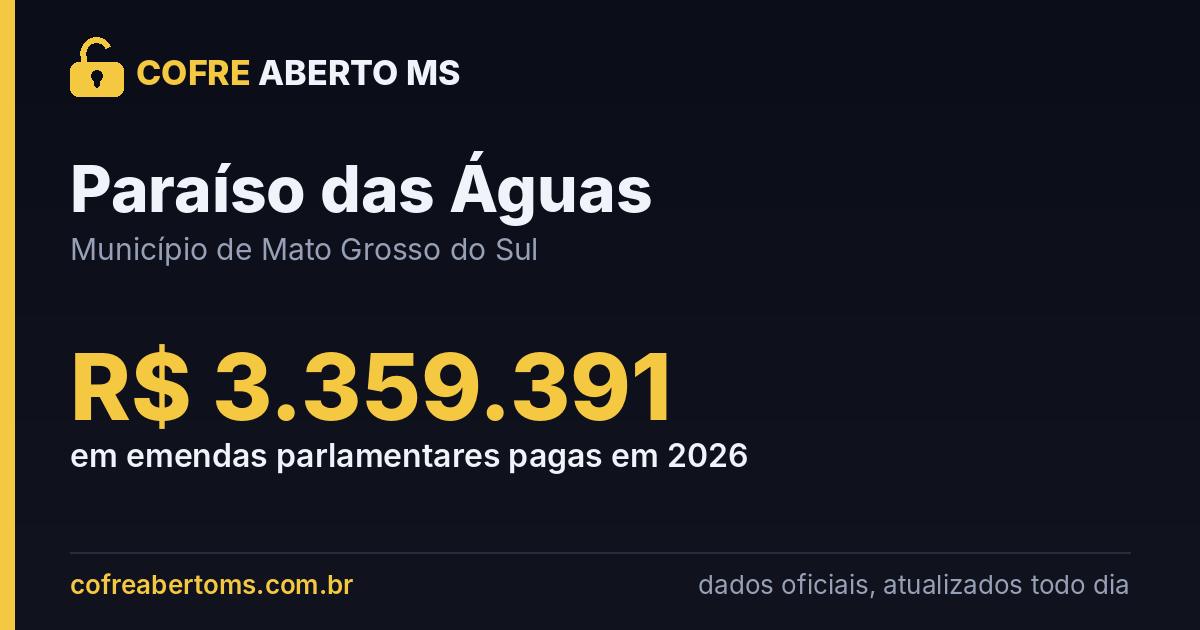 COFRE ABERTO MS
Paraíso das Águas
Município de Mato Grosso do Sul
R$ 3.359.391
em emendas parlamentares pagas em 2026
cofreabertoms.com.br
dados oficiais, atualizados todo dia